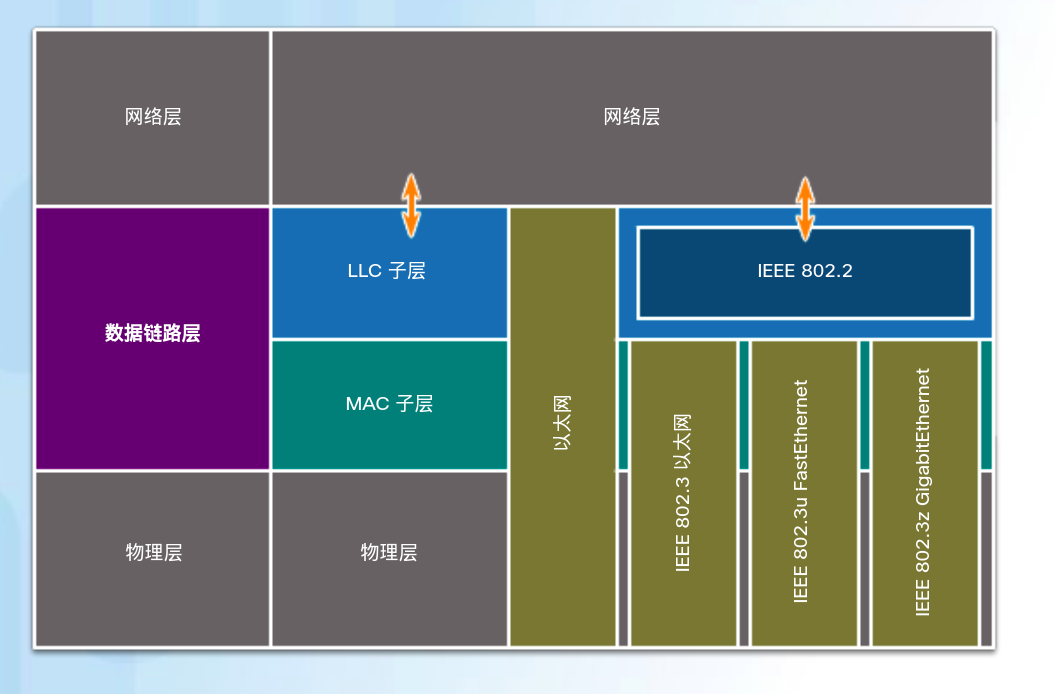 网络层
网络层
数据链路层
LLC 子层
MAC 子层
以太网
IEEE 802.2
IEEE 802.3 以太网
IEEE 802.3u FastEthernet
IEEE 802.3z GigabitEthernet
物理层
物理层